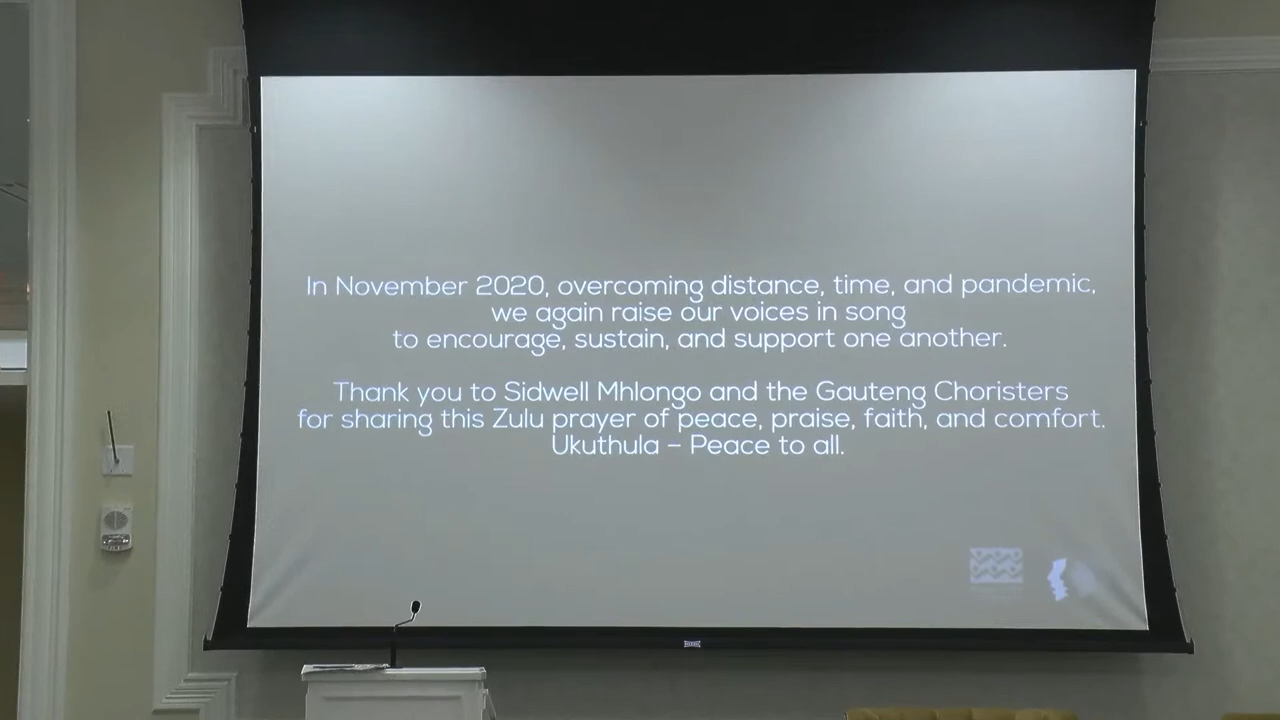 In November 2020, overcoming distance, time, and pandemic,
we again raise our voices in song
to encourage, sustain, and support one another.
Thank you to Sidwell Mhlongo and the Gauteng Choristers
for sharing this Zulu prayer of peace, praise, faith, and comfort.
Ukuthula – Peace to all.